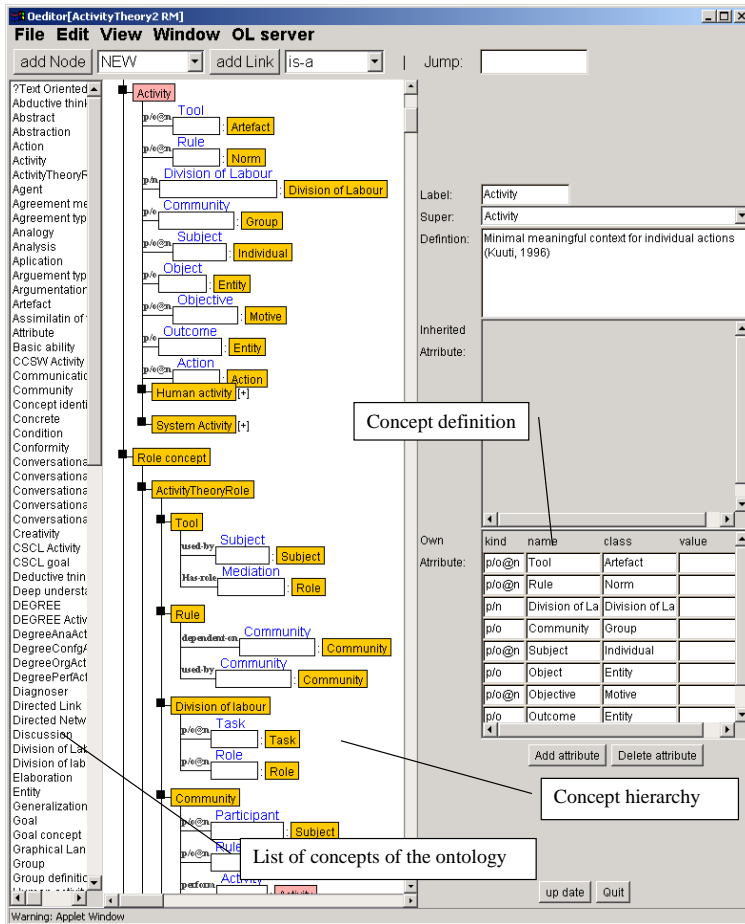 Oeditor[ActivityTheory2 RM]
File Edit View Window OL server
add Node NEW add Link is-a | Jump:
?Text Oriented
Abductive thin
Abstract
Abstraction
Action
Activity
ActivityTheoryR
Agent
Agreement me
Agreement typ
Analogy
Analysis
Aplication
Arguement typ
Argumentation
Artefact
Assimilatin of
Attribute
Basic ability
CCSW Activity
Communicatic
Community
Concept identi
Concrete
Condition
Conformity
Conversationa
Conversationa
Conversationa
Conversationa
Conversationa
Creativity
CSCL Activity
CSCL goal
Deductive tnin
Deep understa
DEGREE
DEGREE Activ
DegreeAnaAct
DegreeConfgA
DegreeOrgAct
DegreePerfAct
Diagnoser
Directed Link
Directed Netw
Discussion
Division of Lab
Division of lab
Elaboration
Entity
Generalization
Goal
Goal concept
Graphical Lan
Group
Group definitic
Human activit
Activity
p/o@n Tool : Artefact
p/o@n Rule : Norm
p/n Division of Labour : Division of Labour
p/o Community : Group
p/o@n Subject : Individual
p/o Object : Entity
p/o@n Objective : Motive
p/o Outcome : Entity
p/o@n Action : Action
Human activity [+]
System Activity [+]
Role concept
ActivityTheoryRole
Tool
used-by Subject : Subject
Has-role Mediation : Role
Rule
dependent-on Community : Community
used-by Community : Community
Division of labour
p/o@n Task : Task
p/o@n Role : Role
Community
p/o@n Participant : Subject
p/o@n Rule
perform Activity : Activity
Label: Activity
Super: Activity
Defintion: Minimal meaningful context for individual actions
(Kuuti, 1996)
Inherited
Atrribute:
Concept definition
Own kind name class value
Atrribute: p/o@n Tool Artefact
p/o@n Rule Norm
p/n Division of La Division of La
p/o Community Group
p/o@n Subject Individual
p/o Object Entity
p/o@n Objective Motive
p/o Outcome Entity
Add attribute Delete attribute
Concept hierarchy
List of concepts of the ontology
up date Quit
Warning: Applet Window